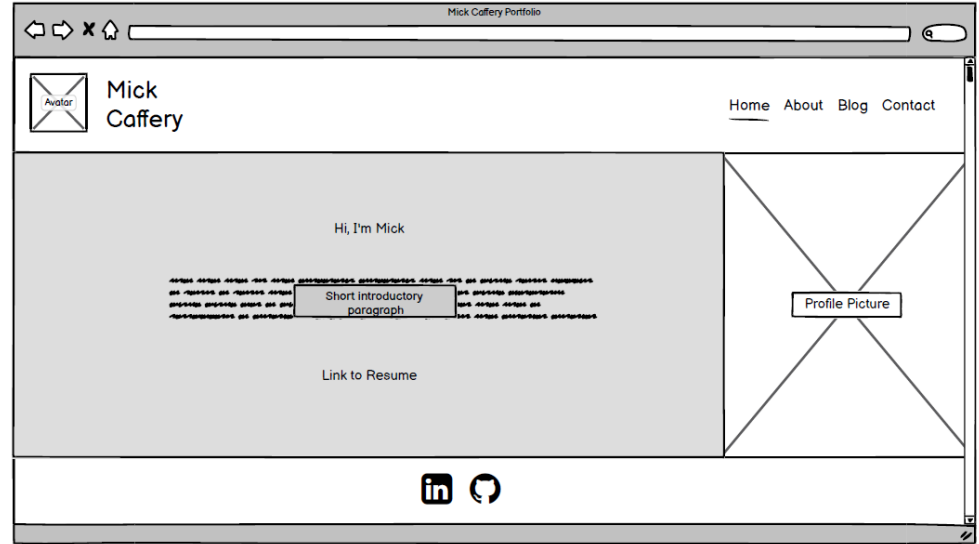 Mick Caffery Portfolio
Avatar
Mick
Caffery
Home About Blog Contact
Hi, I'm Mick
Short introductory
paragraph
Profile Picture
Link to Resume
in